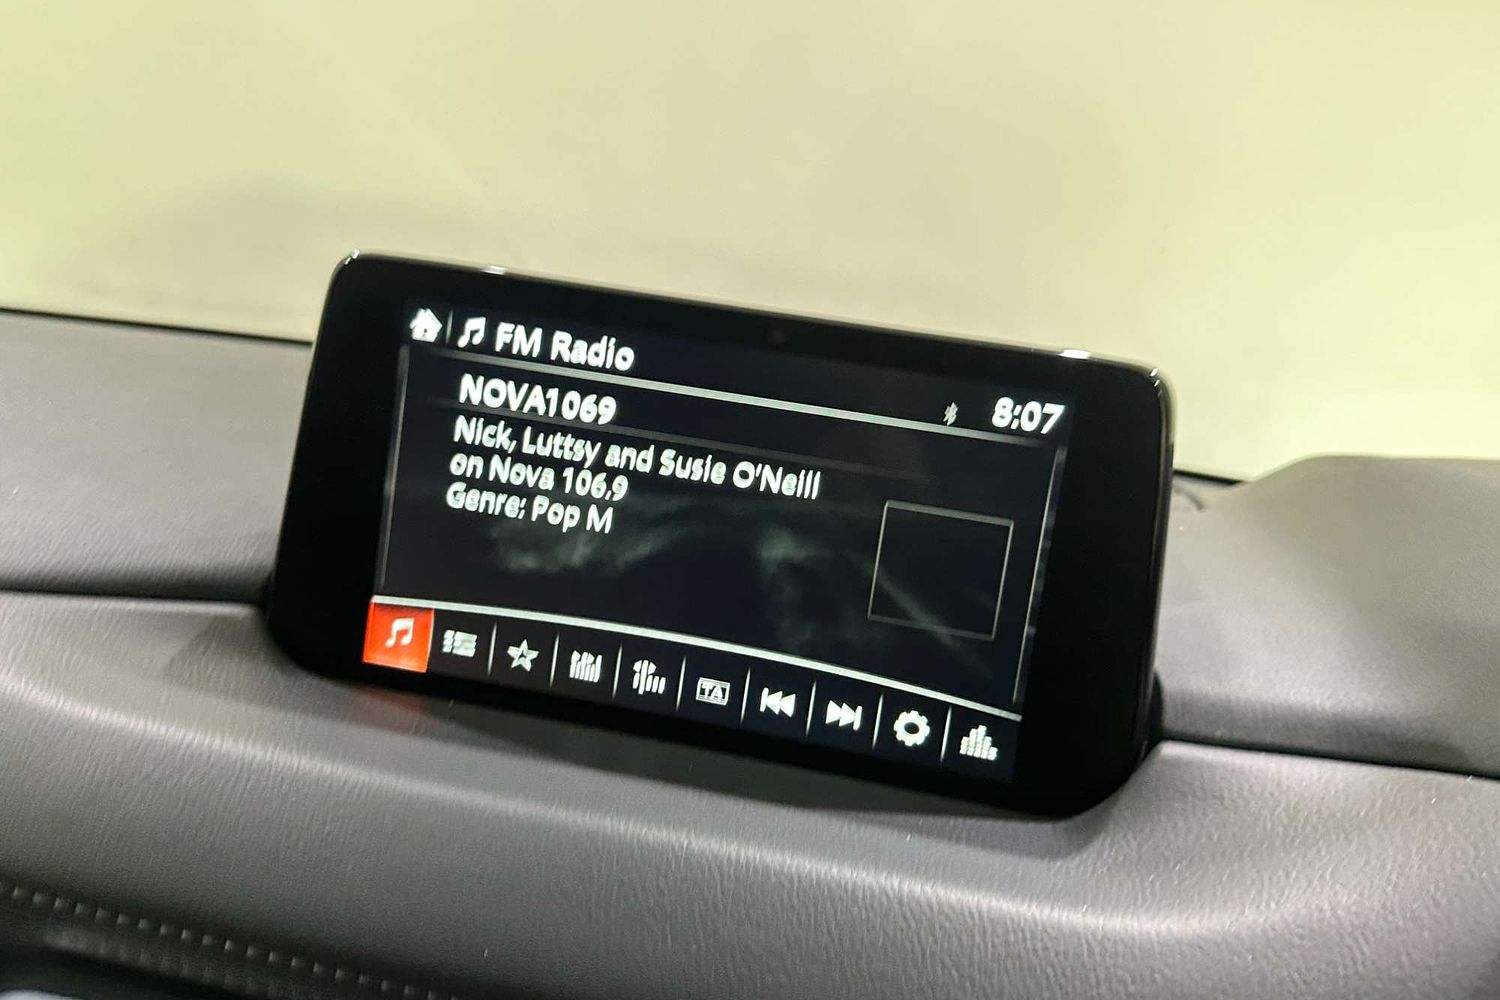 FM Radio
8:07
NOVA1069
Nick, Luttsy and Susie O'Neill
on Nova 106.9
Genre: Pop M
TA